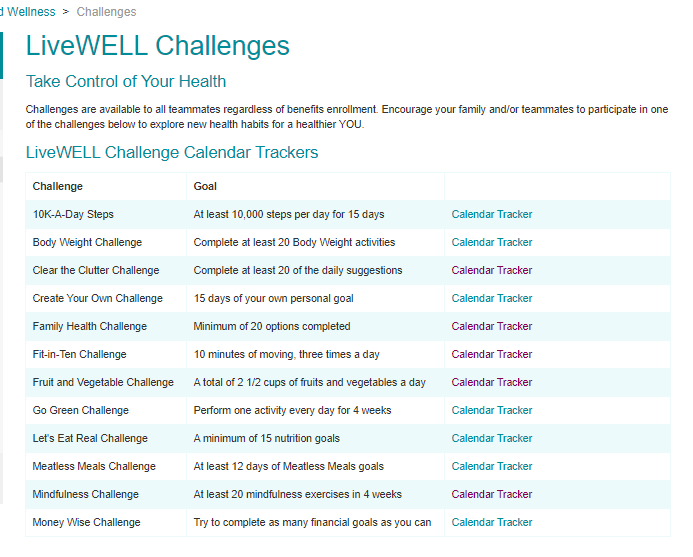 d Wellness > Challenges
LiveWELL Challenges
Take Control of Your Health
Challenges are available to all teammates regardless of benefits enrollment. Encourage your family and/or teammates to participate in one
of the challenges below to explore new health habits for a healthier YOU.
LiveWELL Challenge Calendar Trackers
Challenge Goal
10K-A-Day Steps At least 10,000 steps per day for 15 days Calendar Tracker
Body Weight Challenge Complete at least 20 Body Weight activities Calendar Tracker
Clear the Clutter Challenge Complete at least 20 of the daily suggestions Calendar Tracker
Create Your Own Challenge 15 days of your own personal goal Calendar Tracker
Family Health Challenge Minimum of 20 options completed Calendar Tracker
Fit-in-Ten Challenge 10 minutes of moving, three times a day Calendar Tracker
Fruit and Vegetable Challenge A total of 2 1/2 cups of fruits and vegetables a day Calendar Tracker
Go Green Challenge Perform one activity every day for 4 weeks Calendar Tracker
Let's Eat Real Challenge A minimum of 15 nutrition goals Calendar Tracker
Meatless Meals Challenge At least 12 days of Meatless Meals goals Calendar Tracker
Mindfulness Challenge At least 20 mindfulness exercises in 4 weeks Calendar Tracker
Money Wise Challenge Try to complete as many financial goals as you can Calendar Tracker